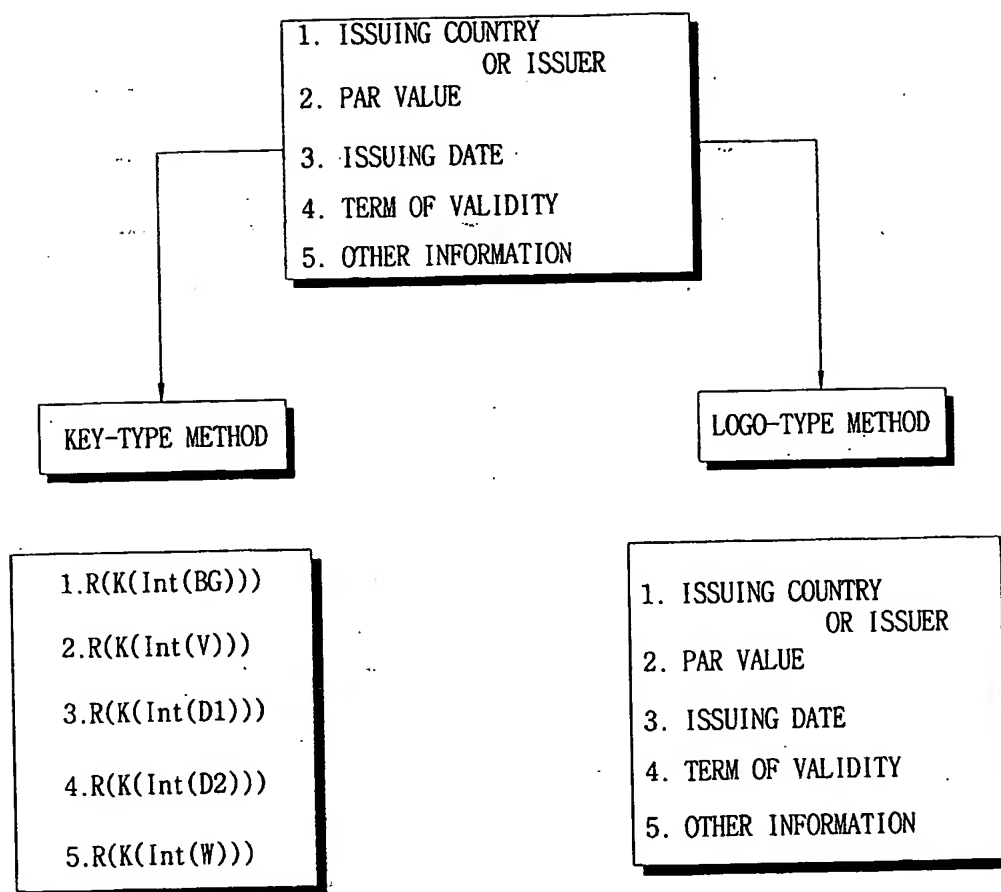 1. ISSUING COUNTRY
OR ISSUER
2. PAR VALUE
3. ISSUING DATE
4. TERM OF VALIDITY
5. OTHER INFORMATION
KEY-TYPE METHOD
LOGO-TYPE METHOD
1.R(K(Int(BG)))
2.R(K(Int(V)))
3.R(K(Int(D1)))
4.R(K(Int(D2)))
5.R(K(Int(W)))
1. ISSUING COUNTRY
OR ISSUER
2. PAR VALUE
3. ISSUING DATE
4. TERM OF VALIDITY
5. OTHER INFORMATION